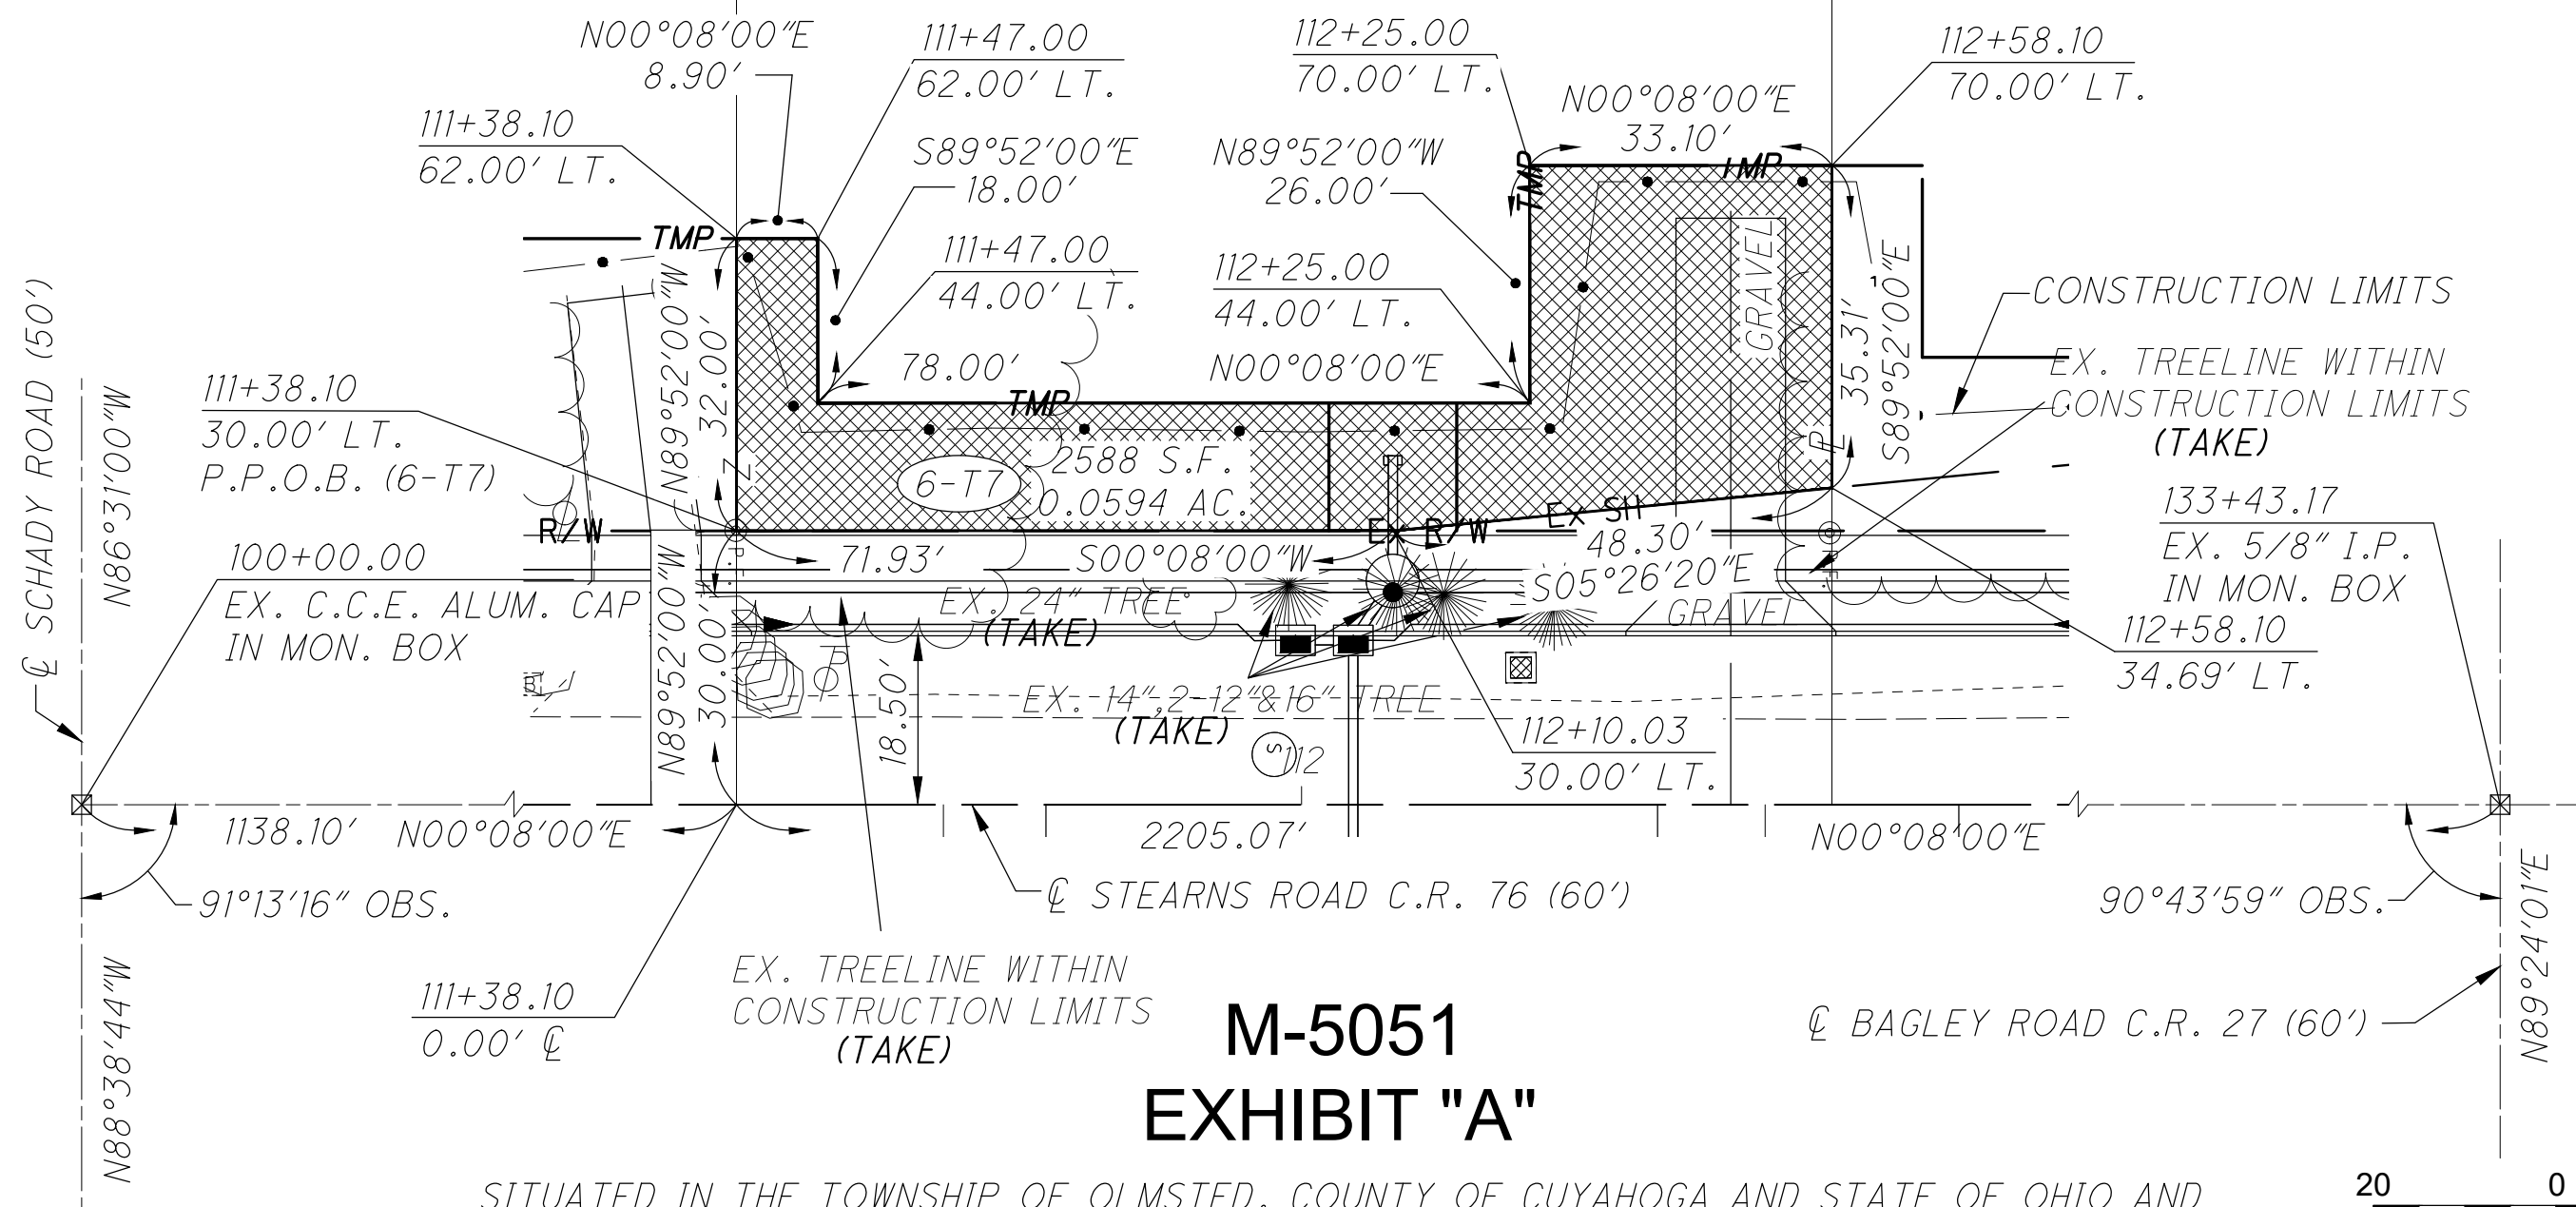 N00°08'00"E
8.90'
111+47.00
62.00' LT.
112+25.00
70.00' LT.
112+58.10
70.00' LT.
N00°08'00"E
33.10'
111+38.10
62.00' LT.
S89°52'00"E
18.00'
N89°52'00"W
26.00'
TMP
TMP
TMP
111+47.00
44.00' LT.
112+25.00
44.00' LT.
GRAVEL
CONSTRUCTION LIMITS
EX. TREELINE WITHIN
CONSTRUCTION LIMITS
(TAKE)
℄ SCHADY ROAD (50')
N86°31'00"W
N89°52'00"W
32.00'
78.00'
N00°08'00"E
TMP
35.31'
S89°52'00"E
PL
111+38.10
30.00' LT.
P.P.O.B. (6-T7)
6-T7
2588 S.F.
0.0594 AC.
133+43.17
EX. 5/8" I.P.
IN MON. BOX
R/W
EX R/W
EX SH
48.30'
S05°26'20"E
100+00.00
EX. C.C.E. ALUM. CAP
IN MON. BOX
71.93'
S00°08'00"W
N89°52'00"W
30.00'
EX. 24" TREE
(TAKE)
GRAVEL
112+58.10
34.69' LT.
18.50'
EX. 14",2-12"&16" TREE
(TAKE)
S
112
112+10.03
30.00' LT.
1138.10'
N00°08'00"E
2205.07'
N00°08'00"E
91°13'16" OBS.
℄ STEARNS ROAD C.R. 76 (60')
90°43'59" OBS.
N88°38'44"W
111+38.10
0.00' ℄
EX. TREELINE WITHIN
CONSTRUCTION LIMITS
(TAKE)
M-5051
EXHIBIT "A"
℄ BAGLEY ROAD C.R. 27 (60')
N89°24'01"E
SITUATED IN THE TOWNSHIP OF OLMSTED, COUNTY OF CUYAHOGA AND STATE OF OHIO AND
20 0